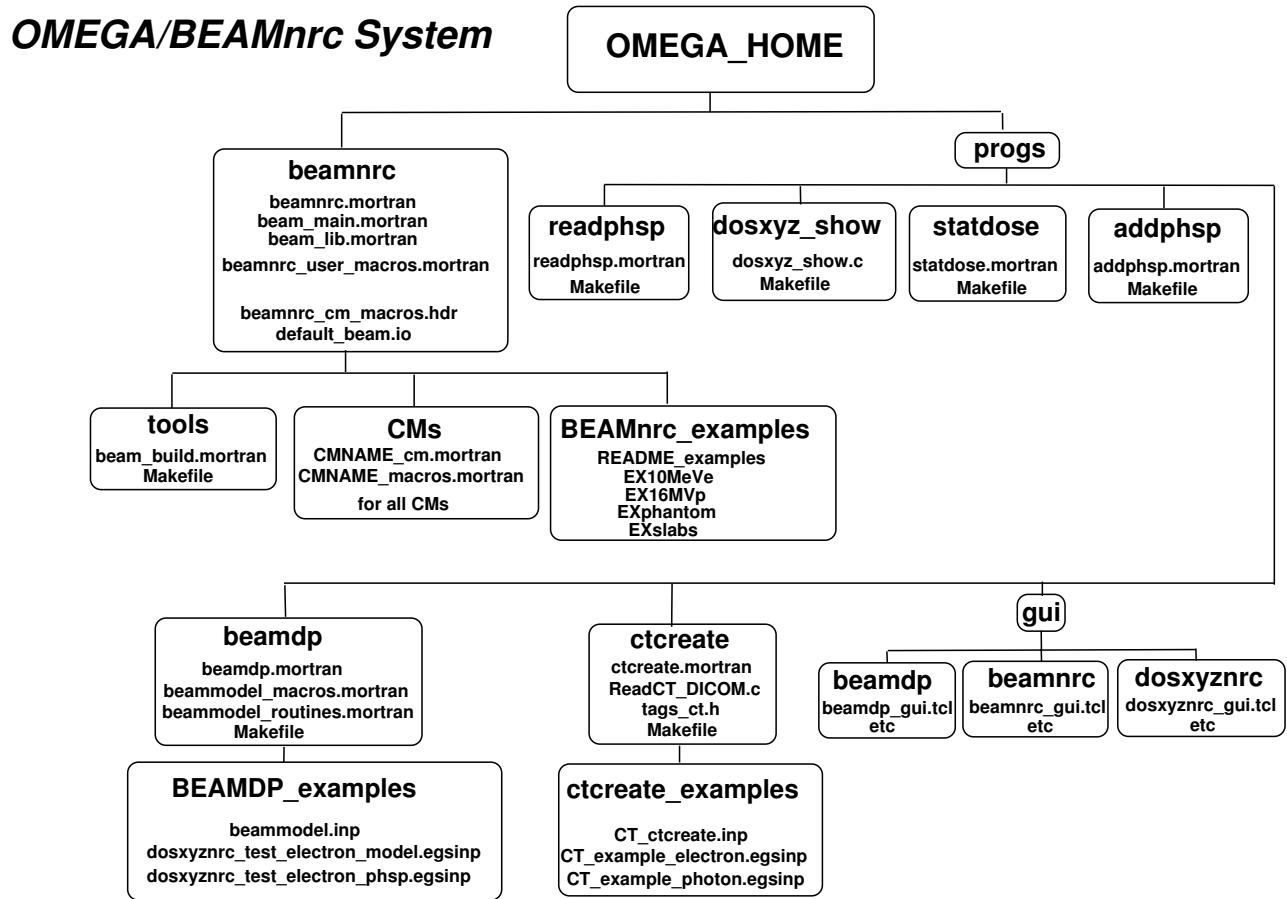 OMEGA/BEAMnrc System
OMEGA_HOME
beamnrc
beamnrc.mortran
beam_main.mortran
beam_lib.mortran
beamnrc_user_macros.mortran
beamnrc_cm_macros.hdr
default_beam.io
progs
readphsp
readphsp.mortran
Makefile
dosxyz_show
dosxyz_show.c
Makefile
statdose
statdose.mortran
Makefile
addphsp
addphsp.mortran
Makefile
tools
beam_build.mortran
Makefile
CMs
CMNAME_cm.mortran
CMNAME_macros.mortran
for all CMs
BEAMnrc_examples
README_examples
EX10MeVe
EX16MVp
EXphantom
EXslabs
beamdp
beamdp.mortran
beammodel_macros.mortran
beammodel_routines.mortran
Makefile
BEAMDP_examples
beammodel.inp
dosxyznrc_test_electron_model.egsinp
dosxyznrc_test_electron_phsp.egsinp
ctcreate
ctcreate.mortran
ReadCT_DICOM.c
tags_ct.h
Makefile
ctcreate_examples
CT_ctcreate.inp
CT_example_electron.egsinp
CT_example_photon.egsinp
gui
beamdp
beamdp_gui.tcl
etc
beamnrc
beamnrc_gui.tcl
etc
dosxyznrc
dosxyznrc_gui.tcl
etc